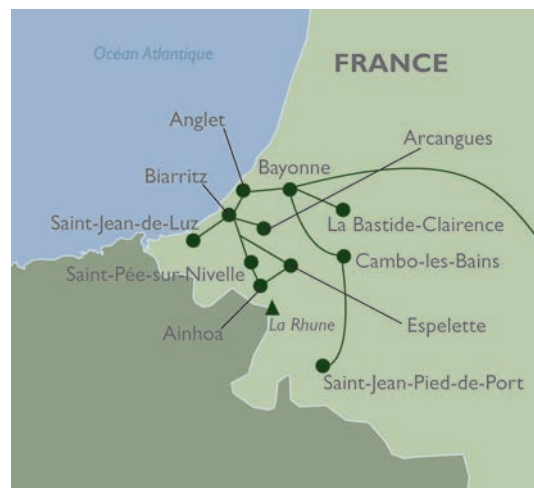 Océan Atlantique
FRANCE
Anglet
Arcangues
Bayonne
Biarritz
Saint-Jean-de-Luz
La Bastide-Clairence
Saint-Pée-sur-Nivelle
Cambo-les-Bains
La Rhune
Espelette
Ainhoa
Saint-Jean-Pied-de-Port